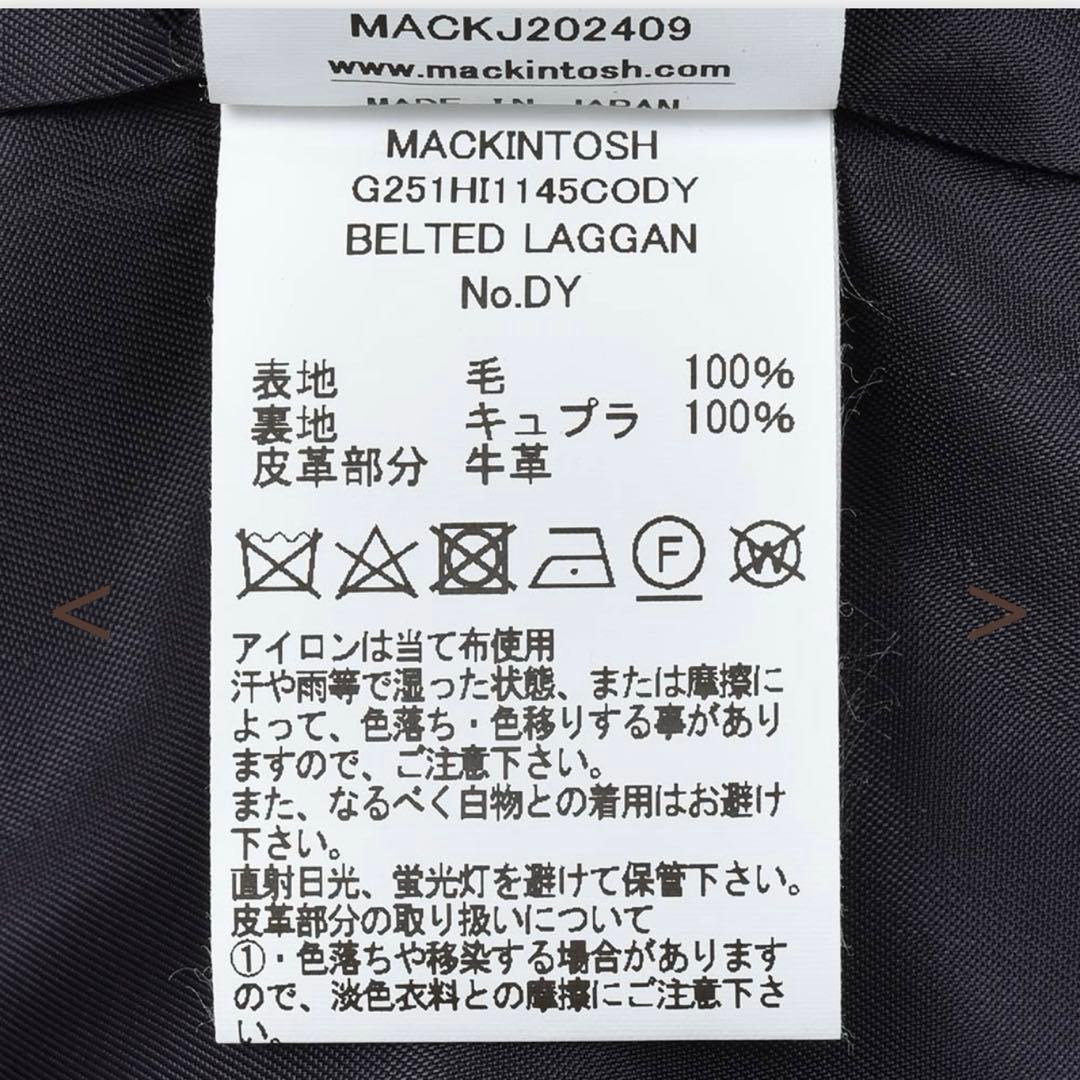 MACKJ202409
www.mackintosh.com
MADE IN JAPAN
MACKINTOSH
G251HI1145CODY
BELTED LAGGAN
No.DY
表地 毛 100%
裏地 キュプラ 100%
皮革部分 牛革
F W
アイロンは当て布使用
汗や雨等で湿った状態、または摩擦に
よって、色落ち・色移りする事があり
ますので、ご注意下さい。
また、なるべく白物との着用はお避け
下さい。
直射日光、蛍光灯を避けて保管下さい。
皮革部分の取り扱いについて
①・色落ちや移染する場合があります
ので、淡色衣料との摩擦にご注意下さ
い。